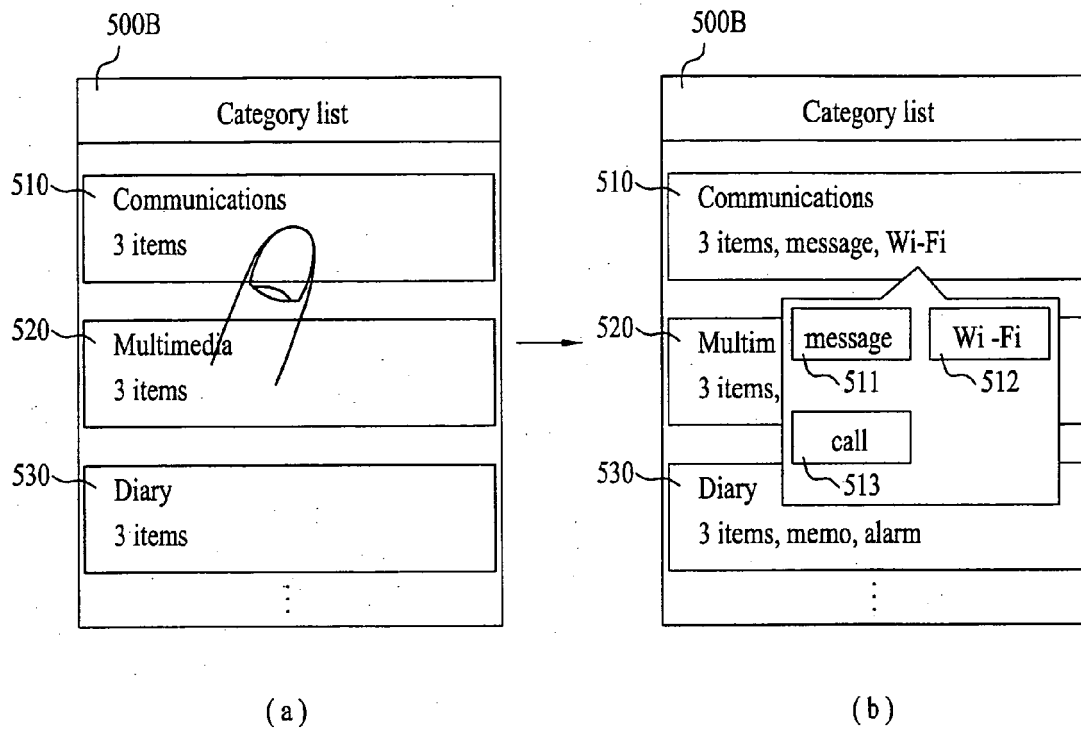 500B
Category list
510
Communications
3 items
520
Multimedia
3 items
530
Diary
3 items
(a)
500B
Category list
510
Communications
3 items, message, Wi-Fi
520
Multim
3 items,
message
511
Wi -Fi
512
call
513
530
Diary
3 items, memo, alarm
(b)